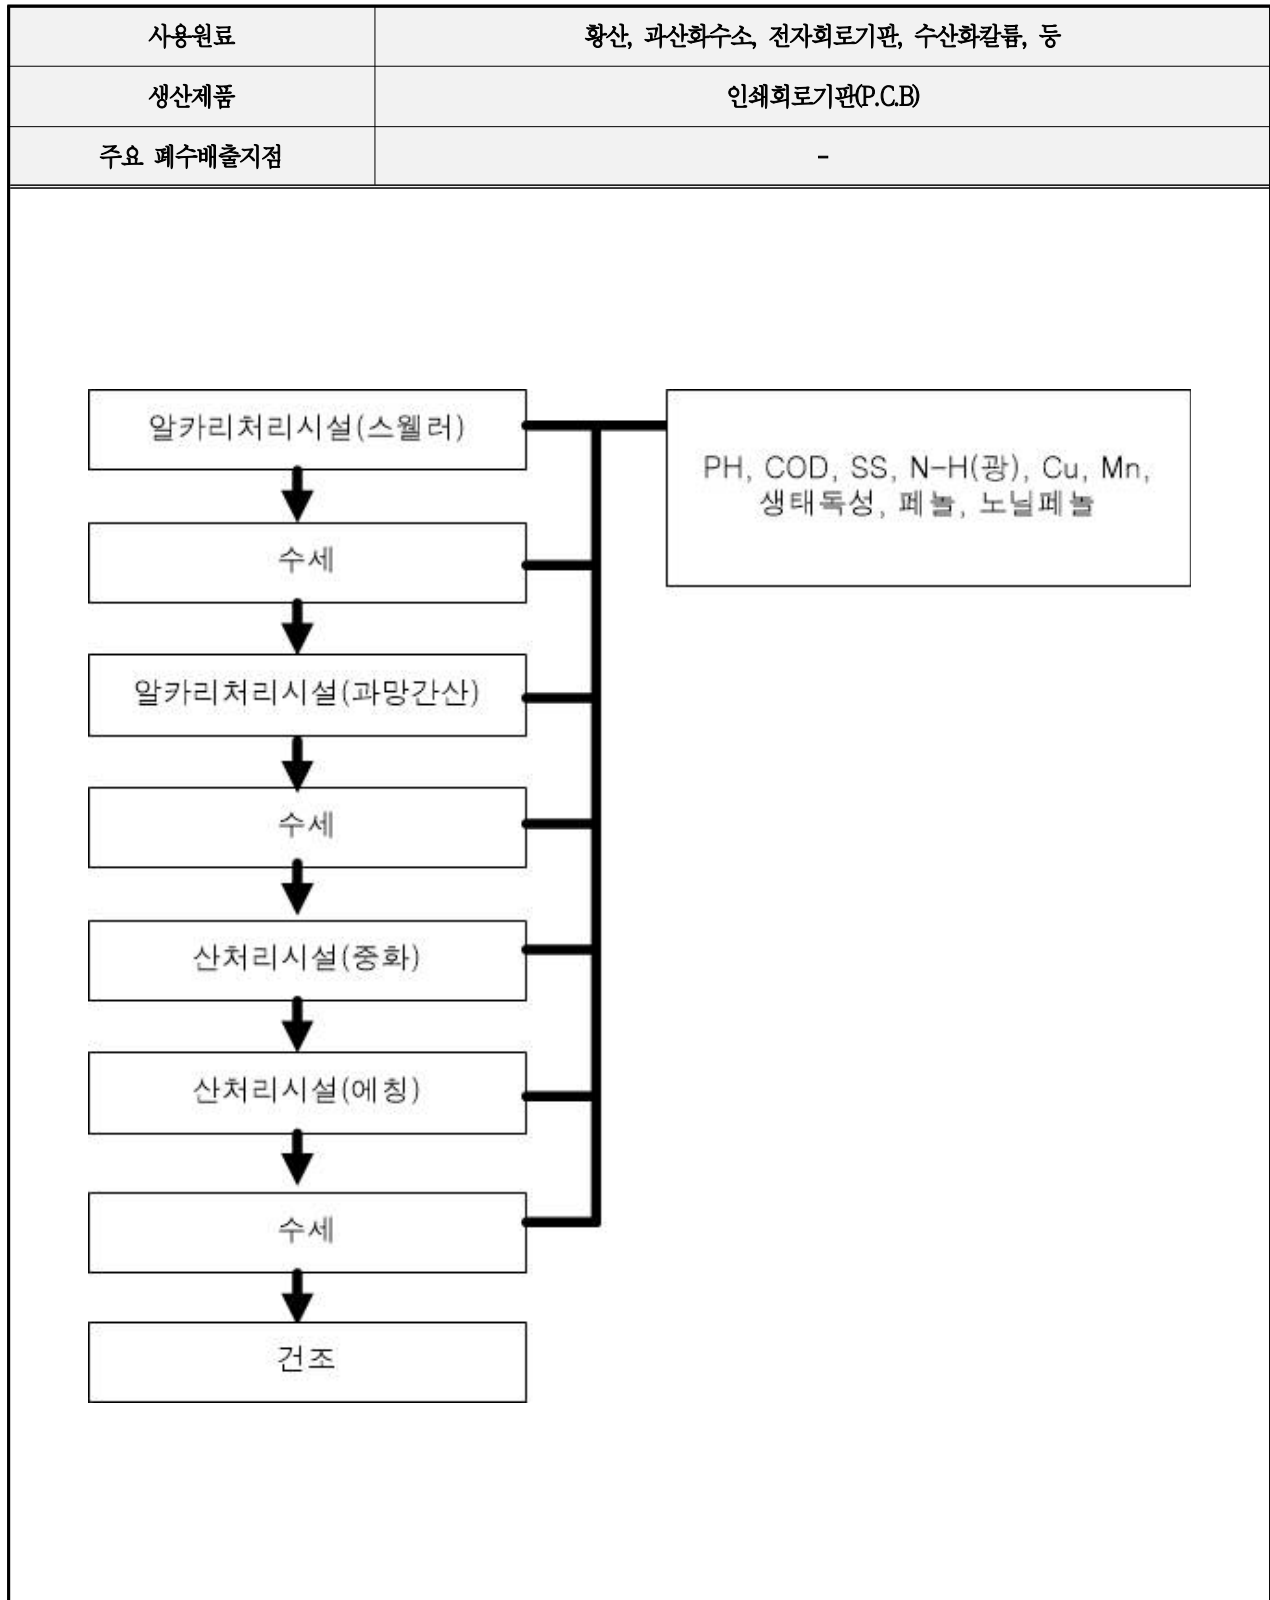 사용원료 황산, 과산화수소, 전자회로기판, 수산화칼륨, 등
생산제품 인쇄회로기판(P.C.B)
주요 폐수배출지점 -
알카리처리시설(스웰러)
PH, COD, SS, N-H(광), Cu, Mn,
생태독성, 페놀, 노닐페놀
수세
알카리처리시설(과망간산)
수세
산처리시설(중화)
산처리시설(에칭)
수세
건조